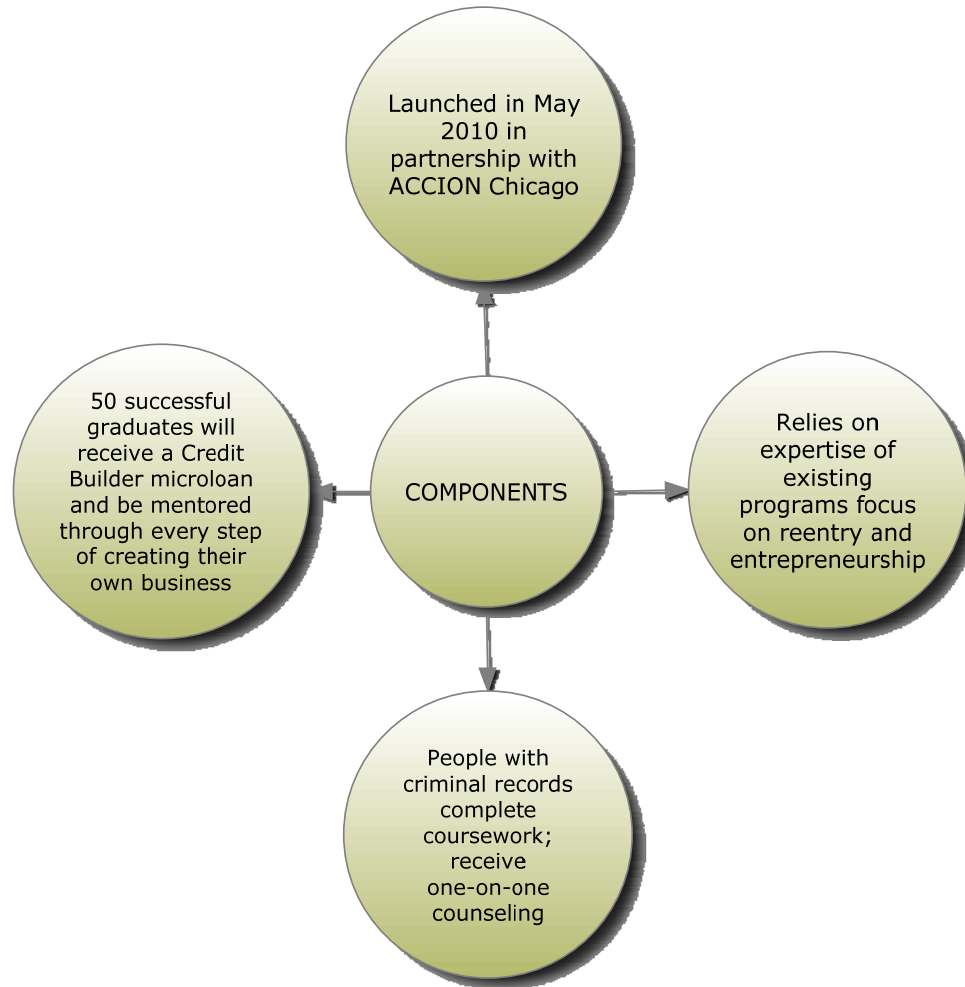 Launched in May
2010 in
partnership with
ACCION Chicago
50 successful
graduates will
receive a Credit
Builder microloan
and be mentored
through every step
of creating their
own business
COMPONENTS
Relies on
expertise of
existing
programs focus
on reentry and
entrepreneurship
People with
criminal records
complete
coursework;
receive
one-on-one
counseling